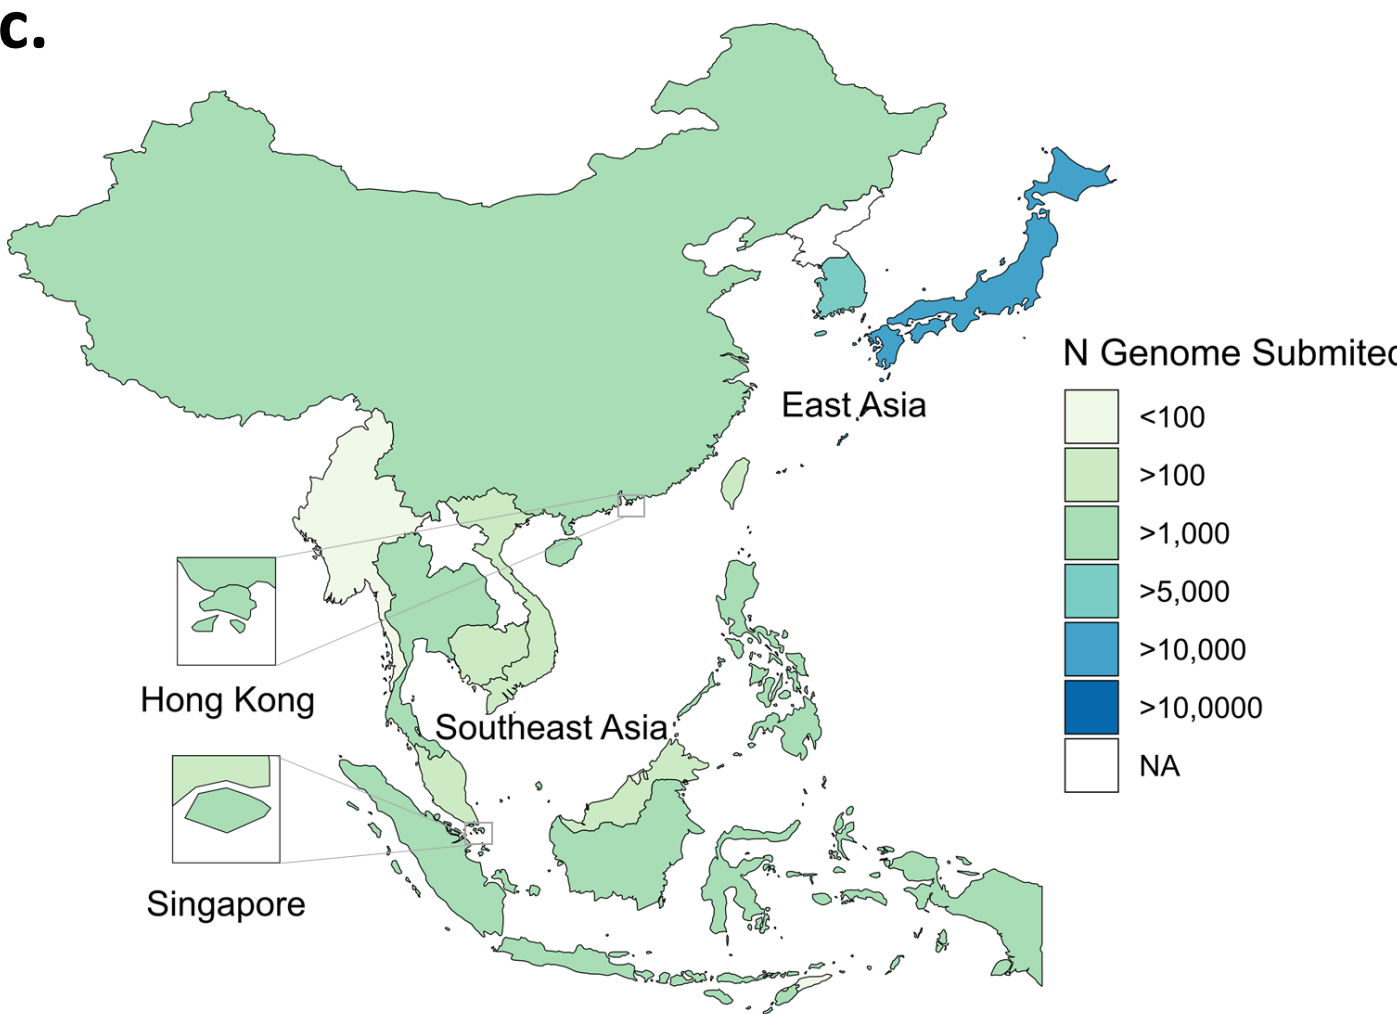 c.
East Asia
N Genome Submited
<100
>100
>1,000
>5,000
>10,000
>10,0000
NA
Hong Kong
Southeast Asia
Singapore